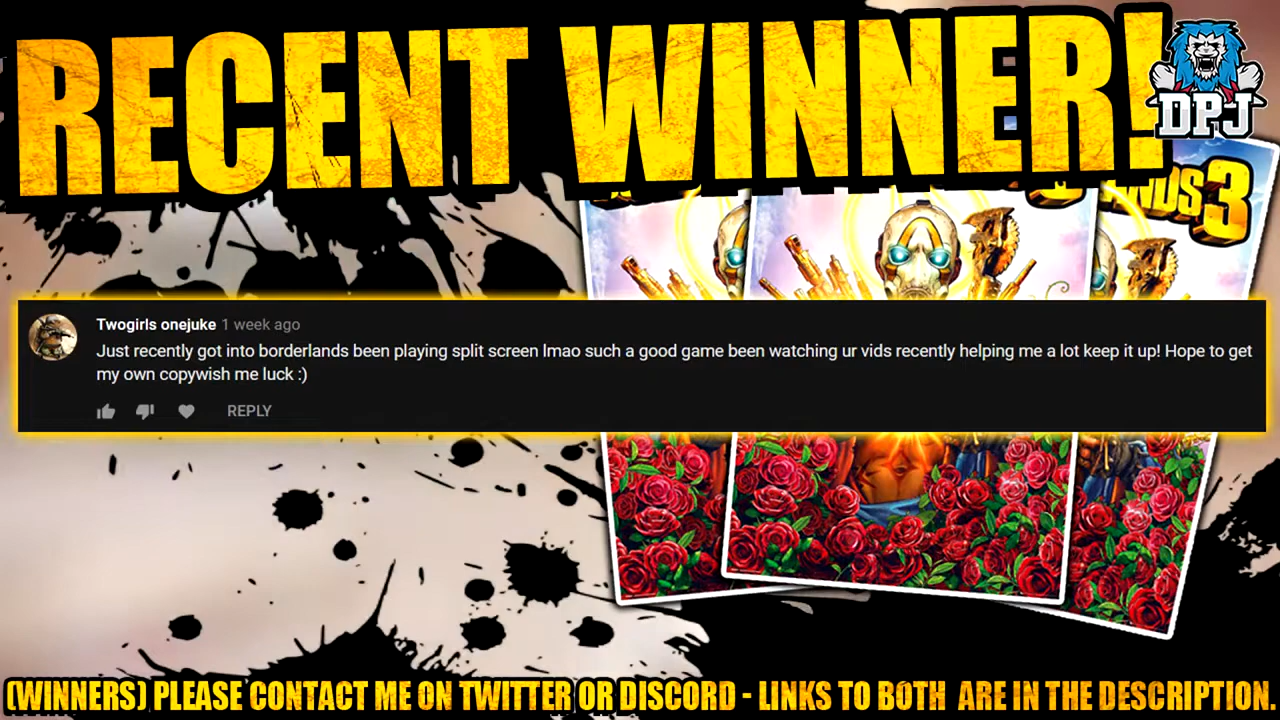 RECENT WINNER!
DPJ
ANDS 3
Twogirls onejuke 1 week ago
Just recently got into borderlands been playing split screen lmao such a good game been watching ur vids recently helping me a lot keep it up! Hope to get
my own copywish me luck :)
REPLY
(WINNERS) PLEASE CONTACT ME ON TWITTER OR DISCORD - LINKS TO BOTH ARE IN THE DESCRIPTION.